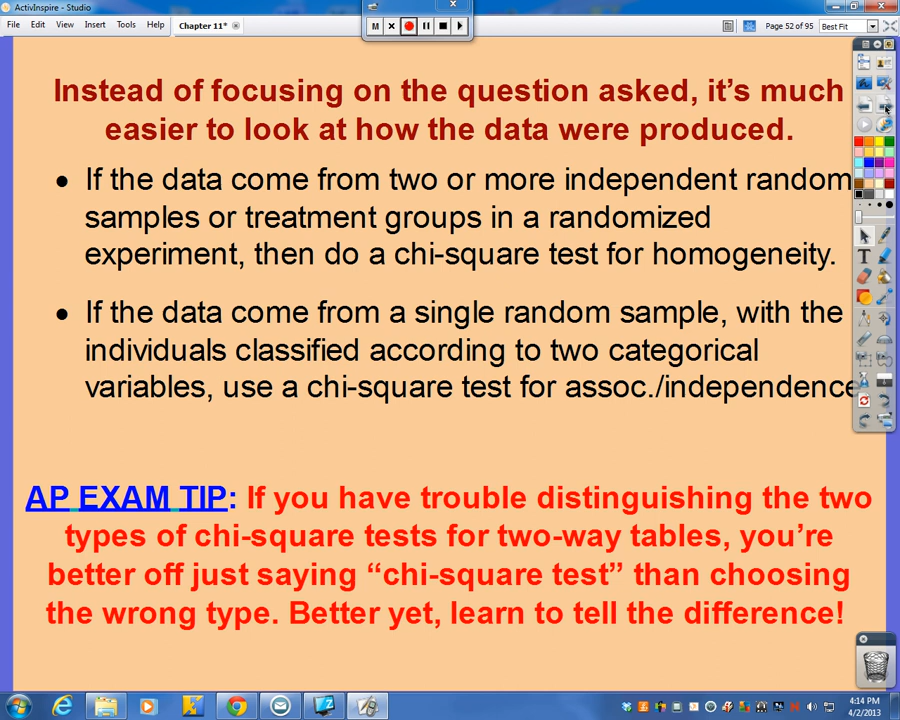 ActivInspire - Studio
File Edit View Insert Tools Help Chapter 11* Page 52 of 95 Best Fit
M
Instead of focusing on the question asked, it’s much
easier to look at how the data were produced.
• If the data come from two or more independent random
samples or treatment groups in a randomized
experiment, then do a chi-square test for homogeneity.
• If the data come from a single random sample, with the
individuals classified according to two categorical
variables, use a chi-square test for assoc./independence
AP EXAM TIP: If you have trouble distinguishing the two
types of chi-square tests for two-way tables, you’re
better off just saying “chi-square test” than choosing
the wrong type. Better yet, learn to tell the difference!
4:14 PM
4/2/2013